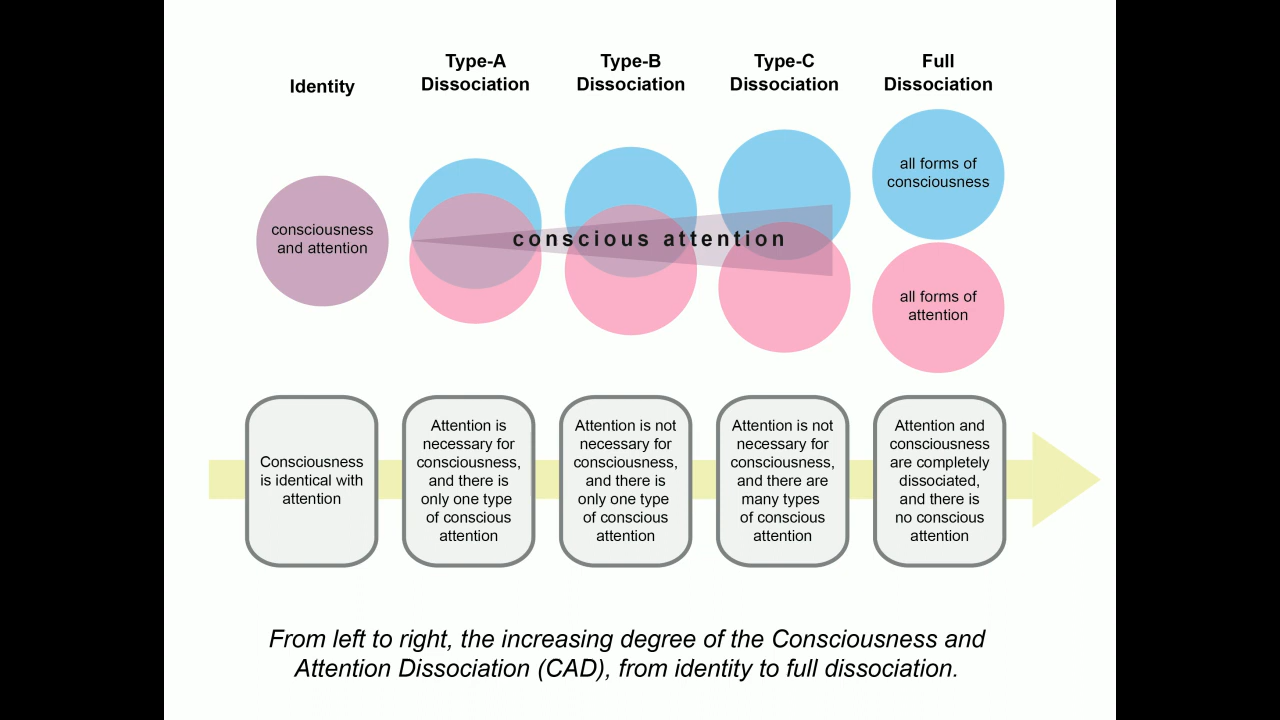 Identity
Type-A
Dissociation
Type-B
Dissociation
Type-C
Dissociation
Full
Dissociation
consciousness
and attention
conscious attention
all forms of
consciousness
all forms of
attention
Consciousness
is identical with
attention
Attention is
necessary for
consciousness,
and there is
only one type
of conscious
attention
Attention is not
necessary for
consciousness,
and there is
only one type
of conscious
attention
Attention is not
necessary for
consciousness,
and there are
many types
of conscious
attention
Attention and
consciousness
are completely
dissociated,
and there is
no conscious
attention
From left to right, the increasing degree of the Consciousness and
Attention Dissociation (CAD), from identity to full dissociation.